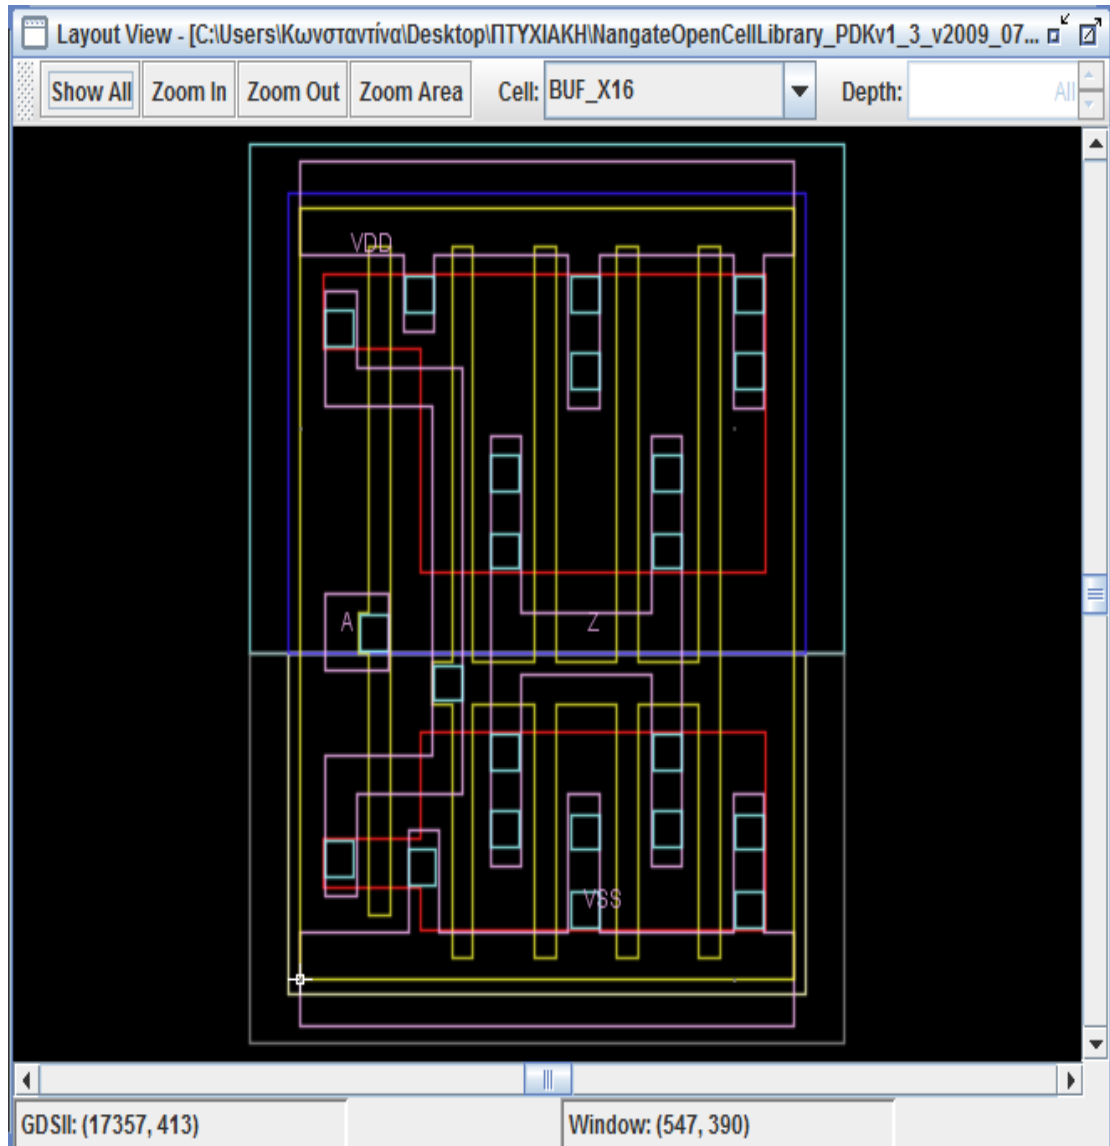 Layout View - [C:\Users\Κωνσταντίνα\Desktop\ΠΤΥΧΙΑΚΗ\NangateOpenCellLibrary_PDKv1_3_v2009_07...
Show All Zoom In Zoom Out Zoom Area Cell: BUF_X16 Depth: All
VDD
A Z
VSS
GDSII: (17357, 413) Window: (547, 390)